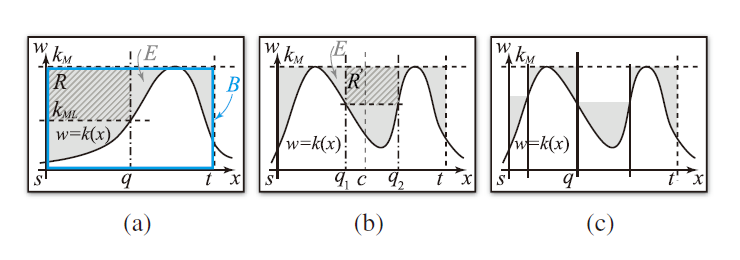 w k_M E
R B
k_ML
w=k(x)
s q t x
(a)
w k_M E
R'
w=k(x)
s q_1 c q_2 t x
(b)
w k_M
w=k(x)
s q t x
(c)